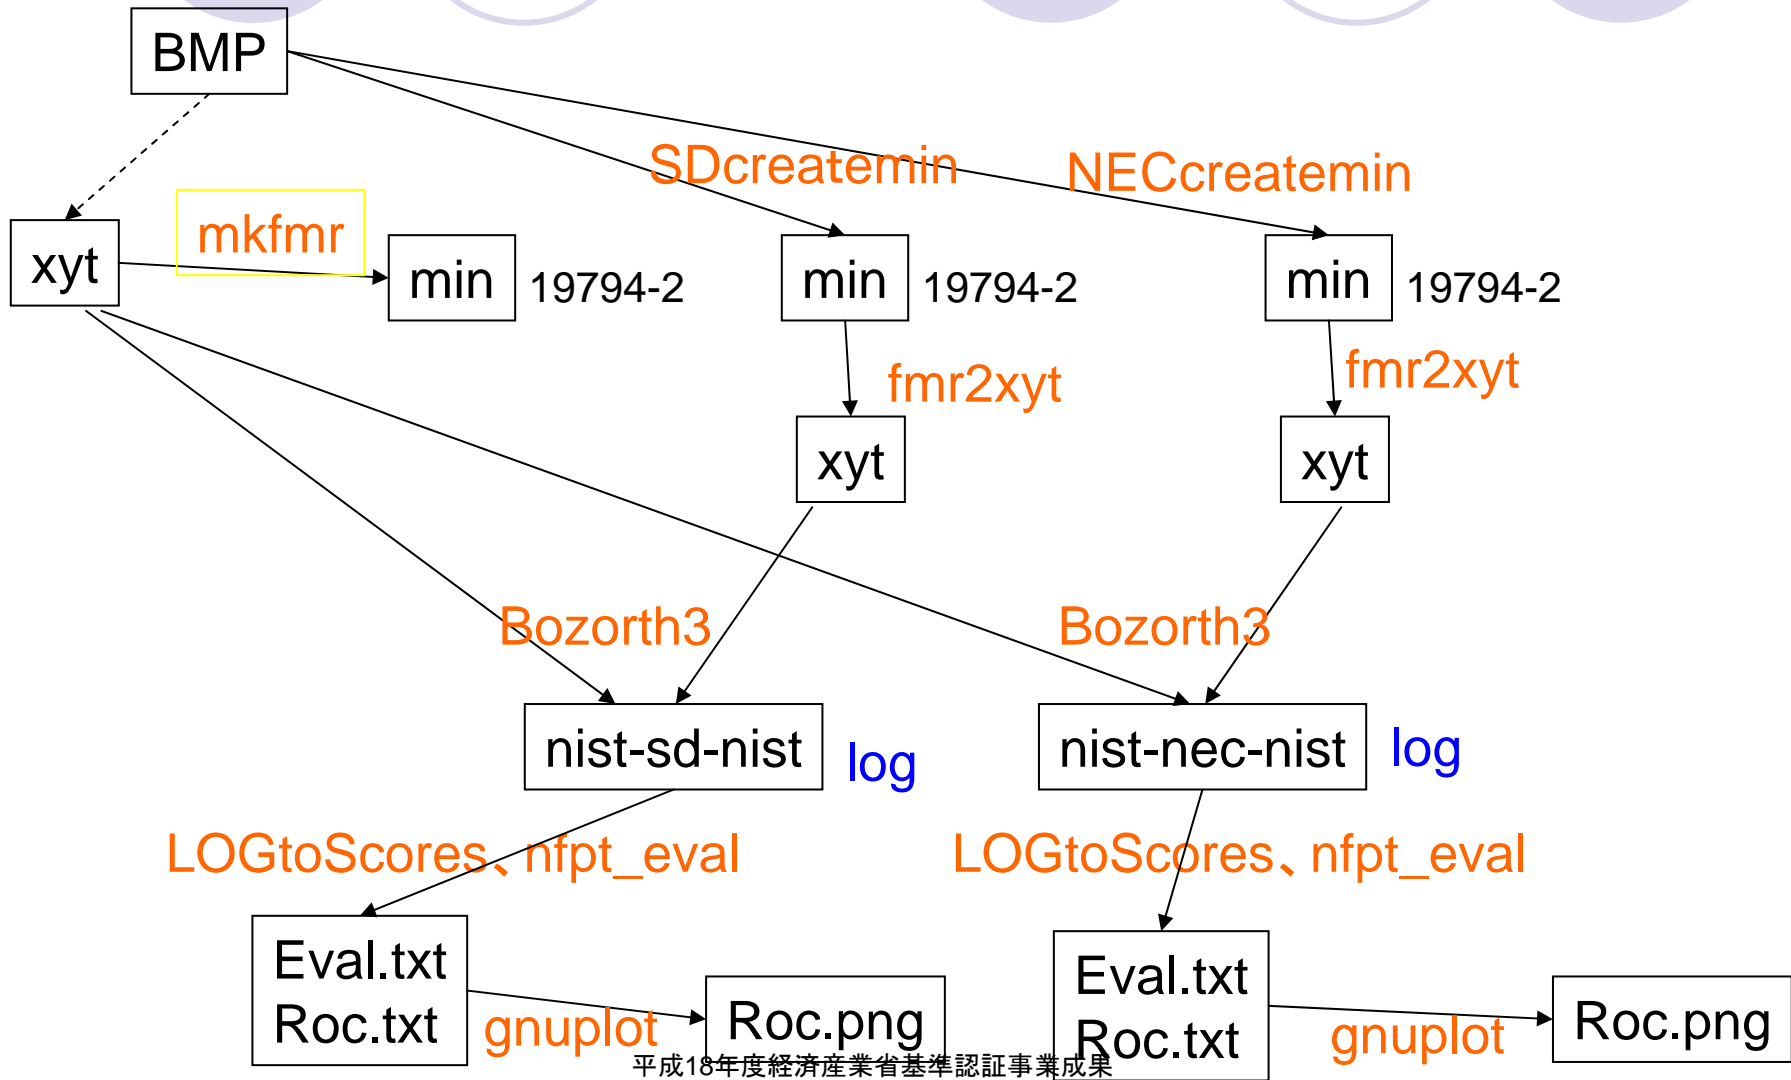 BMP
SDcreatemin
NECcreatemin
mkfmr
xyt
min 19794-2
min 19794-2
min 19794-2
fmr2xyt
fmr2xyt
xyt
xyt
Bozorth3
Bozorth3
nist-sd-nist log
nist-nec-nist log
LOGtoScores、nfpt_eval
LOGtoScores、nfpt_eval
Eval.txt
Roc.txt
gnuplot
Roc.png
Eval.txt
Roc.txt
gnuplot
Roc.png
平成18年度経済産業省基準認証事業成果